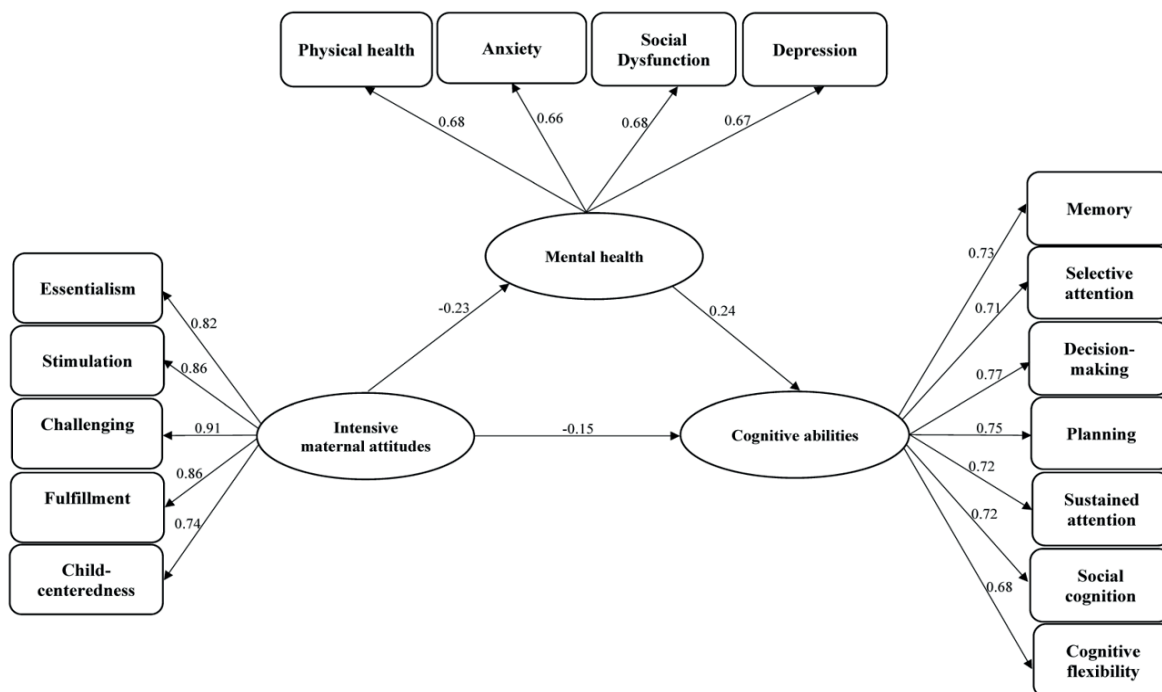 Physical health
Anxiety
Social
Dysfunction
Depression
0.68
0.66
0.68
0.67
Mental health
-0.23
0.24
Essentialism
Stimulation
Challenging
Fulfillment
Child-
centeredness
0.82
0.86
0.91
0.86
0.74
Intensive
maternal attitudes
-0.15
Cognitive abilities
0.73
0.71
0.77
0.75
0.72
0.72
0.68
Memory
Selective
attention
Decision-
making
Planning
Sustained
attention
Social
cognition
Cognitive
flexibility